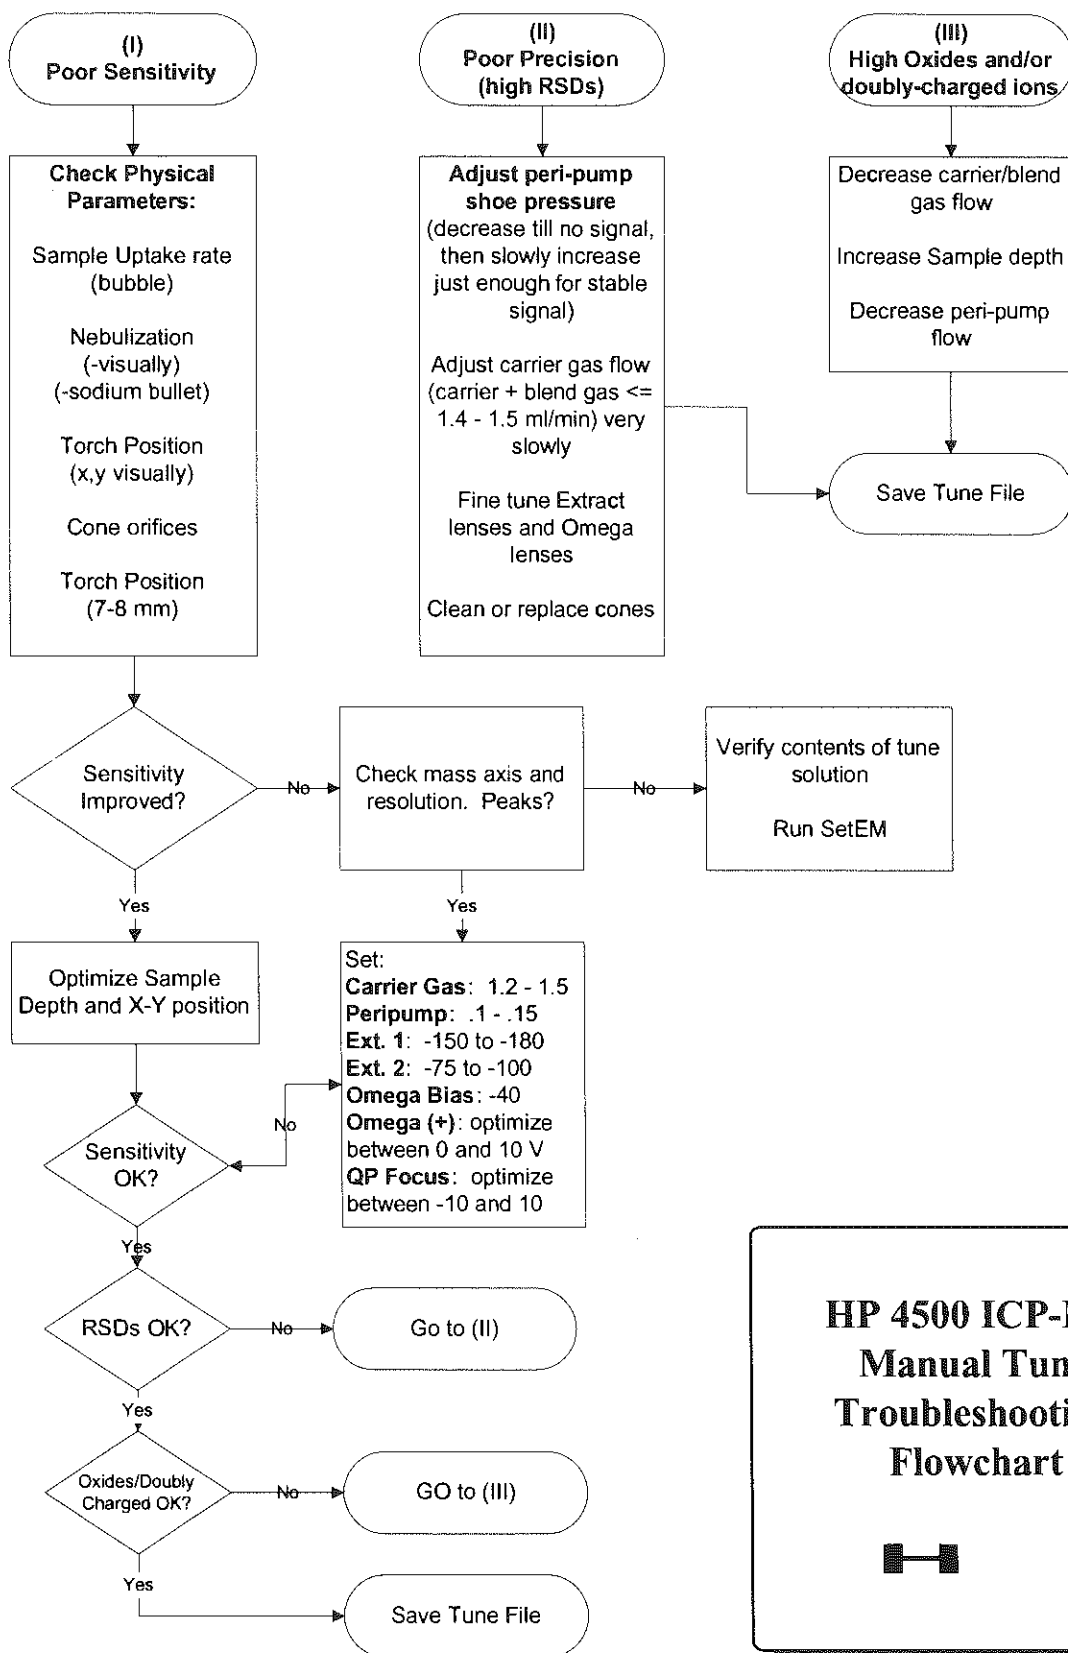 (I)
Poor Sensitivity
(II)
Poor Precision
(high RSDs)
(III)
High Oxides and/or
doubly-charged ions
Check Physical
Parameters:
Sample Uptake rate
(bubble)
Nebulization
(-visually)
(-sodium bullet)
Torch Position
(x,y visually)
Cone orifices
Torch Position
(7-8 mm)
Adjust peri-pump
shoe pressure
(decrease till no signal,
then slowly increase
just enough for stable
signal)
Adjust carrier gas flow
(carrier + blend gas <=
1.4 - 1.5 ml/min) very
slowly
Fine tune Extract
lenses and Omega
lenses
Clean or replace cones
Decrease carrier/blend
gas flow
Increase Sample depth
Decrease peri-pump
flow
Save Tune File
Sensitivity
Improved?
No
Check mass axis and
resolution. Peaks?
No
Verify contents of tune
solution
Run SetEM
Yes
Yes
Optimize Sample
Depth and X-Y position
Set:
Carrier Gas: 1.2 - 1.5
Peripump: .1 - .15
Ext. 1: -150 to -180
Ext. 2: -75 to -100
Omega Bias: -40
Omega (+): optimize
between 0 and 10 V
QP Focus: optimize
between -10 and 10
No
Sensitivity
OK?
Yes
RSDs OK?
No
Go to (II)
Yes
Oxides/Doubly
Charged OK?
No
GO to (III)
Yes
Save Tune File
HP 4500 ICP-
Manual Tun
Troubleshooti
Flowchart